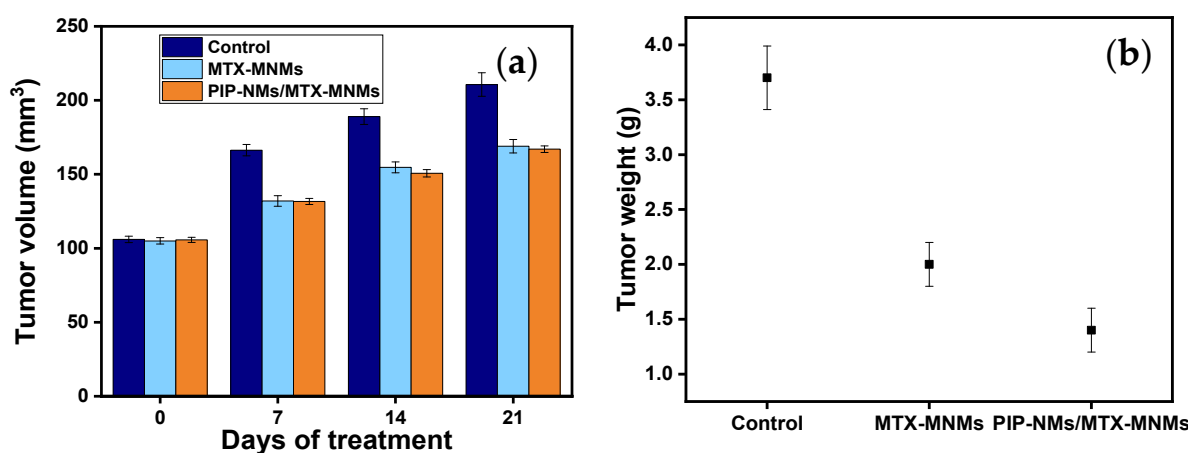 250
200
150
100
50
0
Tumor volume (mm³)
Control
MTX-MNMs
PIP-NMs/MTX-MNMs
(a)
0 7 14 21
Days of treatment
4.0
3.5
3.0
2.5
2.0
1.5
1.0
Tumor weight (g)
(b)
Control MTX-MNMs PIP-NMs/MTX-MNMs